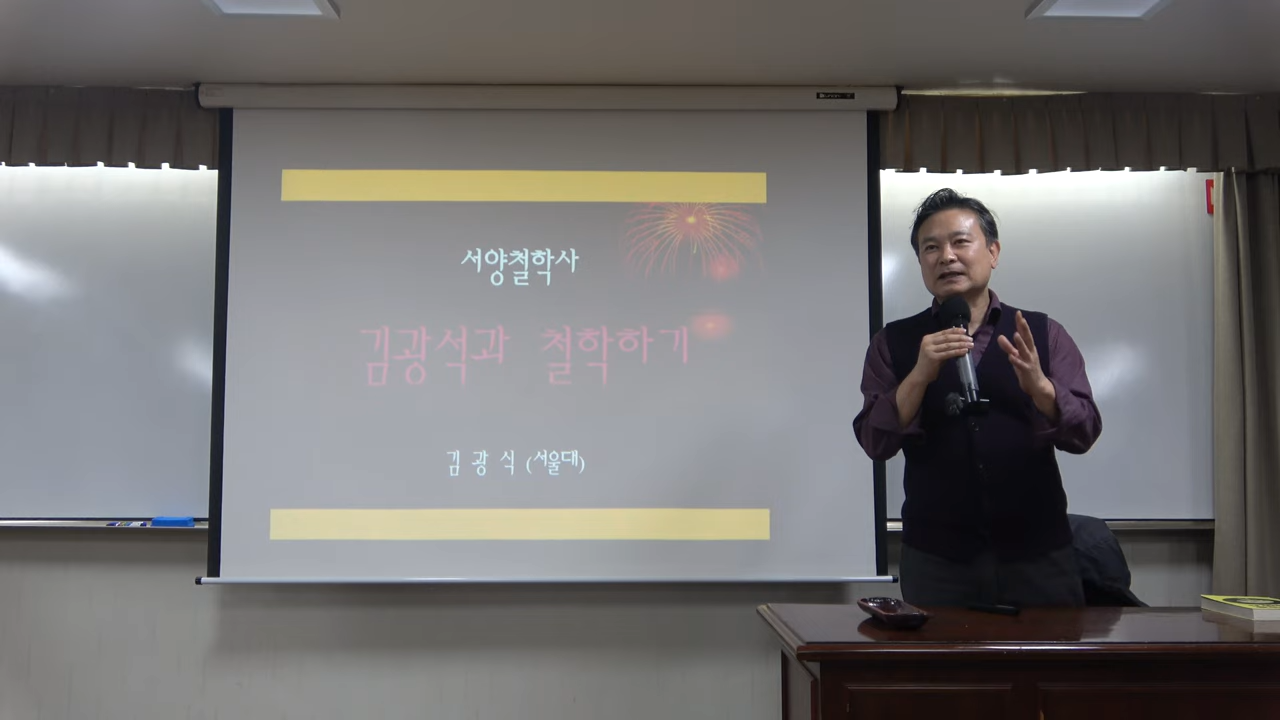 서양철학사
김광석과 철학하기
김 광 식 (서울대)